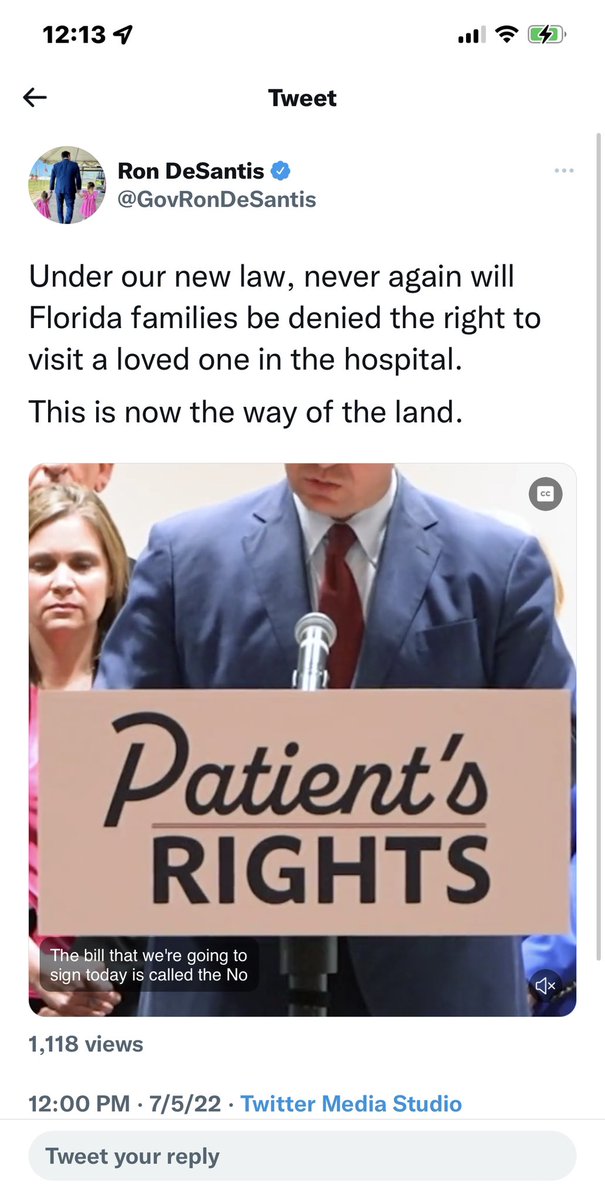 12:13
Tweet
Ron DeSantis
@GovRonDeSantis
Under our new law, never again will
Florida families be denied the right to
visit a loved one in the hospital.
This is now the way of the land.
CC
Patient's
RIGHTS
The bill that we're going to
sign today is called the No
1,118 views
12:00 PM · 7/5/22 · Twitter Media Studio
Tweet your reply